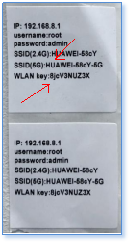 IP: 192.168.8.1
username:root
password:admin
SSID(2.4G):HUAWEI-58cY
SSID(5G):HUAWEI-58cY-5G
WLAN key:8jcV3NUZ3X
IP: 192.168.8.1
username:root
password:admin
SSID(2.4G):HUAWEI-58cY
SSID(5G):HUAWEI-58cY-5G
WLAN key:8jcV3NUZ3X